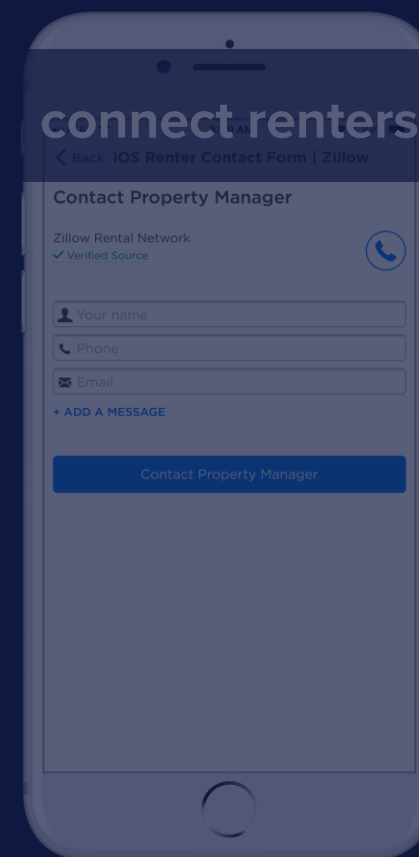 connect renters
Back iOS Renter Contact Form | Zillow
Contact Property Manager
Zillow Rental Network
Verified Source
Your name
Phone
Email
+ ADD A MESSAGE
Contact Property Manager